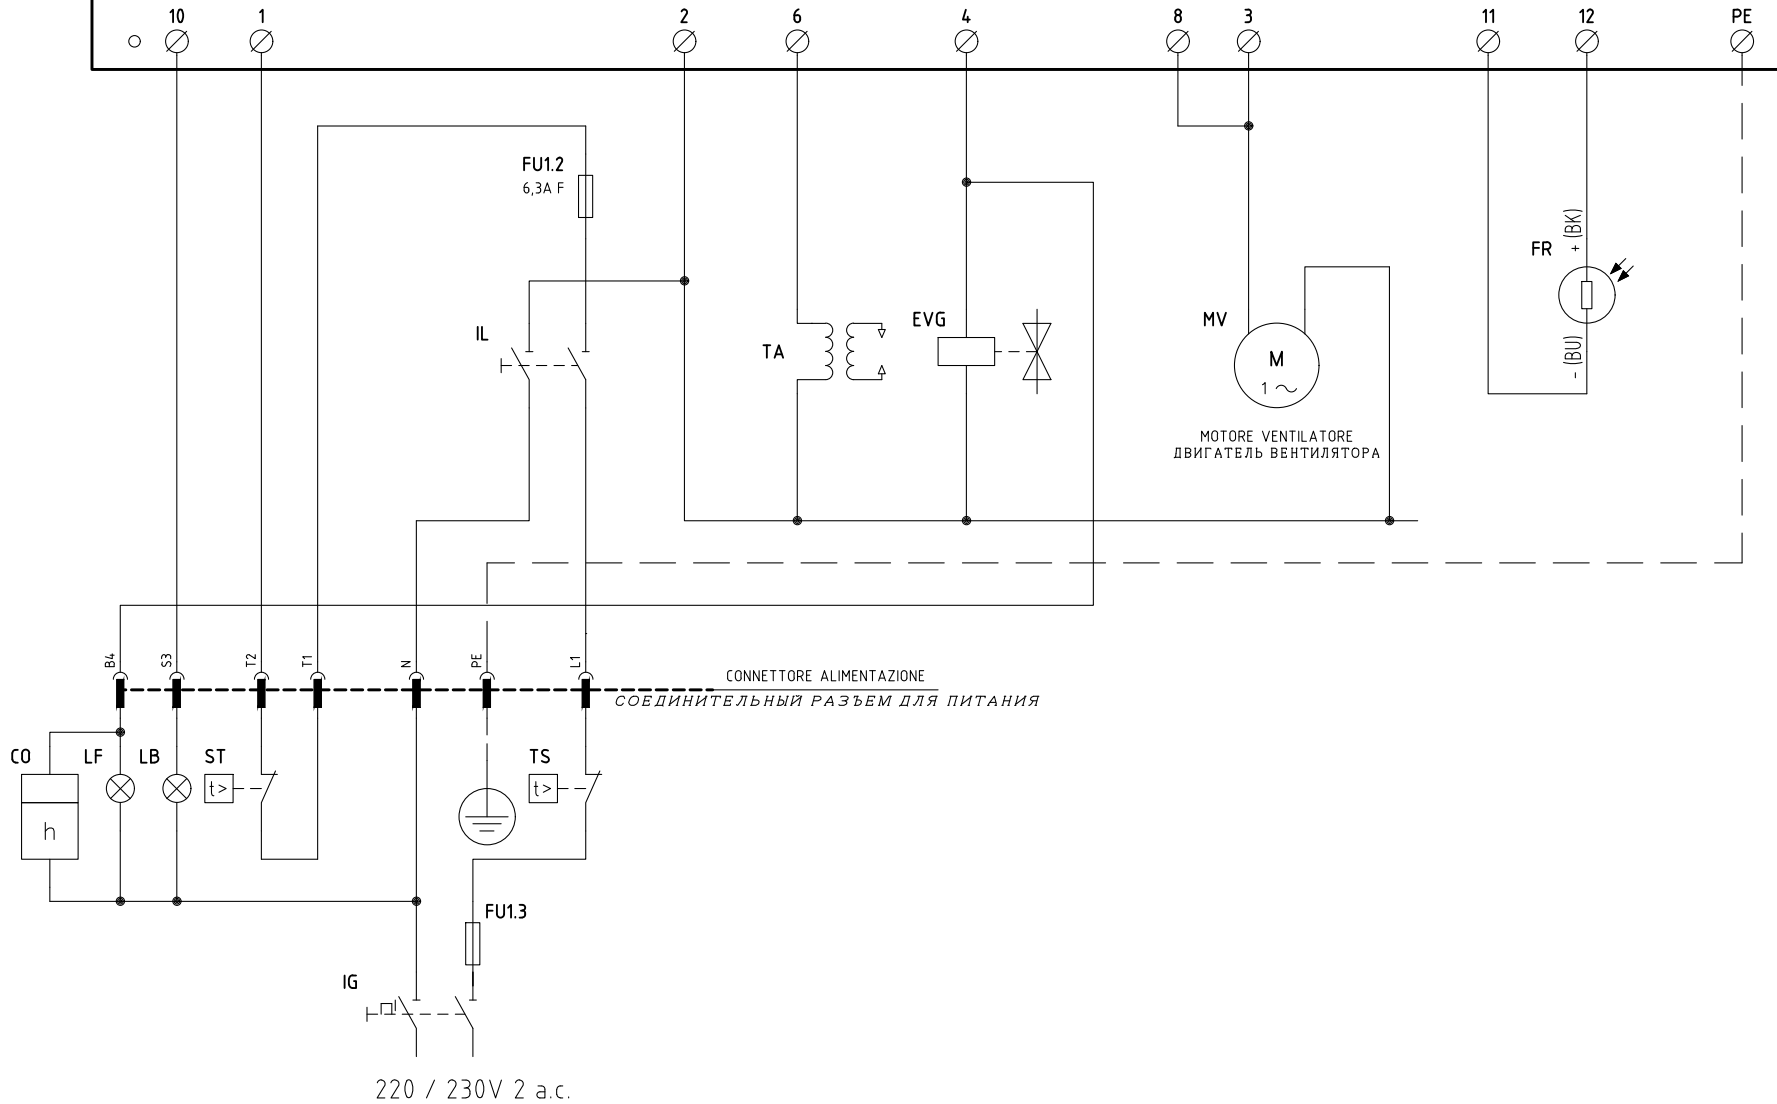 10 1 2 6 4 8 3 11 12 PE
FU1.2
6,3A F
+ (BK)
FR
IL
TA
EVG
MV
M
1 ~
- (BU)
MOTORE VENTILATORE
ДВИГАТЕЛЬ ВЕНТИЛЯТОРА
B4 S3 T2 T1 N PE L1
CONNETTORE ALIMENTAZIONE
СОЕДИНИТЕЛЬНЫЙ РАЗЪЕМ ДЛЯ ПИТАНИЯ
CO LF LB ST TS
t> t>
h
FU1.3
IG
220 / 230V 2 a.c.